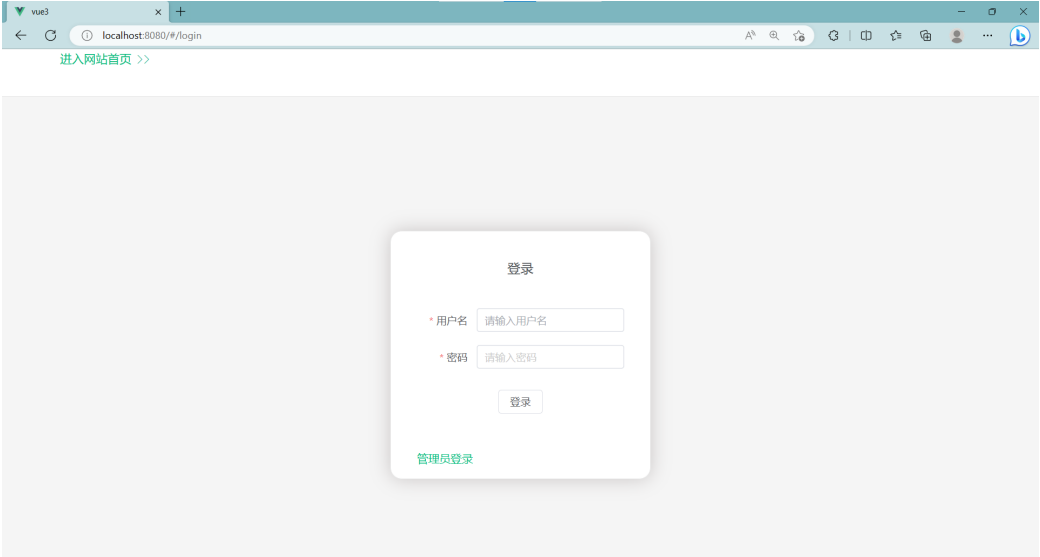 vue3
localhost:8080/#/login
进入网站首页 >>
登录
* 用户名 请输入用户名
* 密码 请输入密码
登录
管理员登录